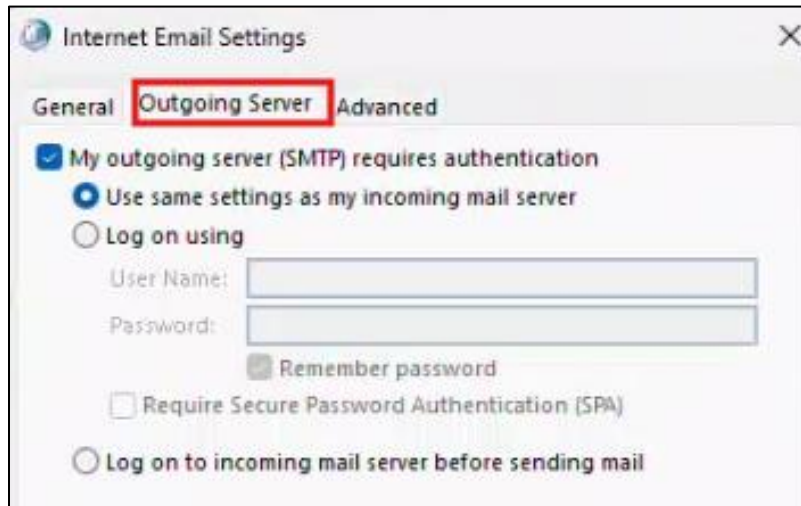 Internet Email Settings
General Outgoing Server Advanced
My outgoing server (SMTP) requires authentication
Use same settings as my incoming mail server
Log on using
User Name:
Password:
Remember password
Require Secure Password Authentication (SPA)
Log on to incoming mail server before sending mail